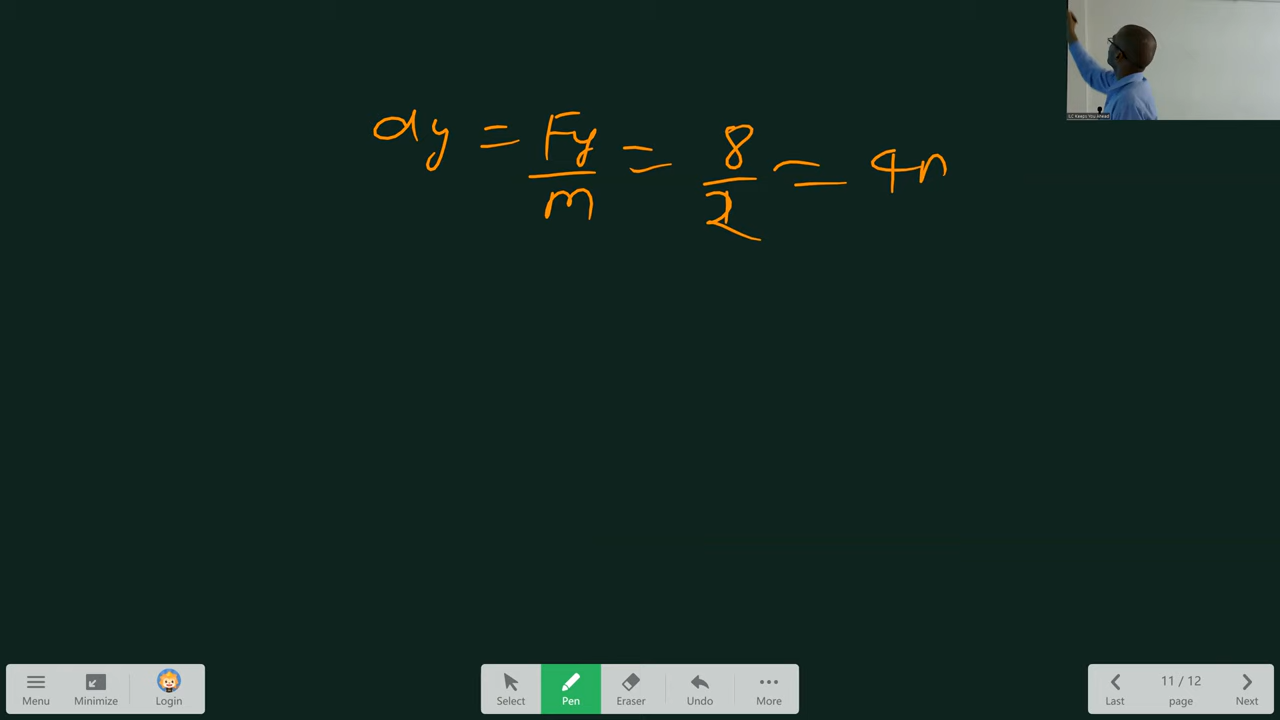 ay = Fy/m = 8/2 = 4m
Menu
Minimize
Login
Select
Pen
Eraser
Undo
More
Last
11 / 12
page
Next